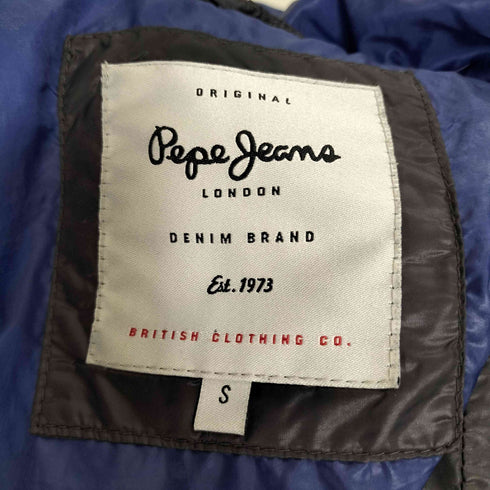 ORIGINAL
Pepe Jeans
LONDON
DENIM BRAND
Est. 1973
BRITISH CLOTHING CO.
S